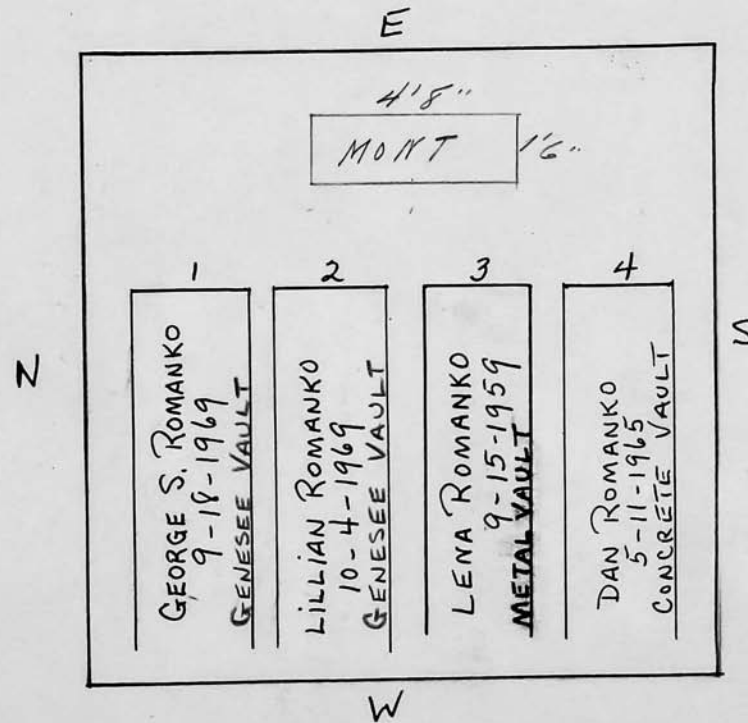 E
4'8"
MONT
1'6"
N
S
1
2
3
4
GEORGE S. ROMANKO
9-18-1969
GENESEE VAULT
LILLIAN ROMANKO
10-4-1969
GENESEE VAULT
LENA ROMANKO
9-15-1959
METAL VAULT
DAN ROMANKO
5-11-1965
CONCRETE VAULT
W